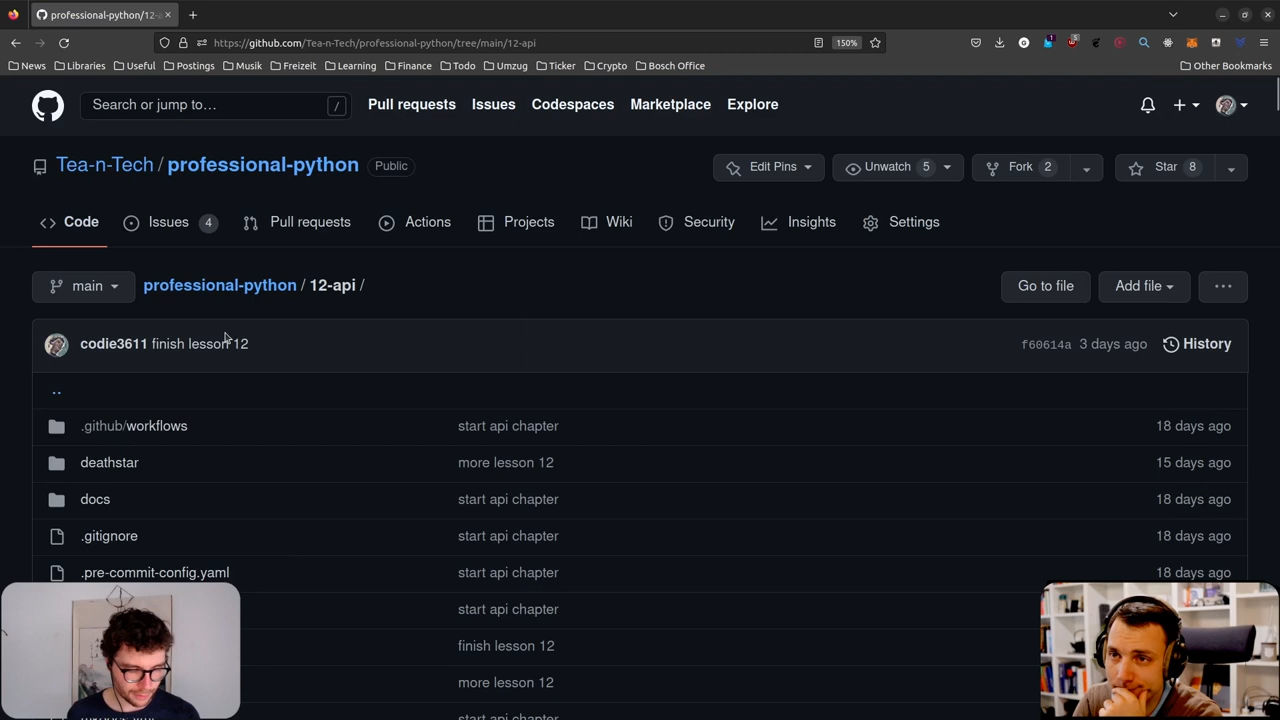 professional-python/12-a
https://github.com/Tea-n-Tech/professional-python/tree/main/12-api
150%
1
5
News
Libraries
Useful
Postings
Musik
Freizeit
Learning
Finance
Todo
Umzug
Ticker
Crypto
Bosch Office
Other Bookmarks
Search or jump to…
/
Pull requests
Issues
Codespaces
Marketplace
Explore
Tea-n-Tech / professional-python
Public
Edit Pins
Unwatch 5
Fork 2
Star 8
Code
Issues 4
Pull requests
Actions
Projects
Wiki
Security
Insights
Settings
main
professional-python / 12-api /
Go to file
Add file
codie3611 finish lesson 12
f60614a 3 days ago
History
..
.github/workflows start api chapter 18 days ago
deathstar more lesson 12 15 days ago
docs start api chapter 18 days ago
.gitignore start api chapter 18 days ago
.pre-commit-config.yaml start api chapter 18 days ago
start api chapter
finish lesson 12
more lesson 12
start api chapter